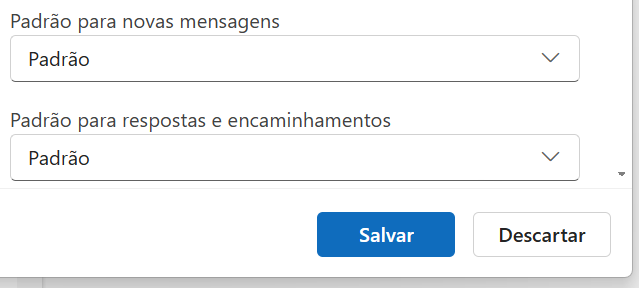 Padrão para novas mensagens
Padrão
Padrão para respostas e encaminhamentos
Padrão
Salvar
Descartar